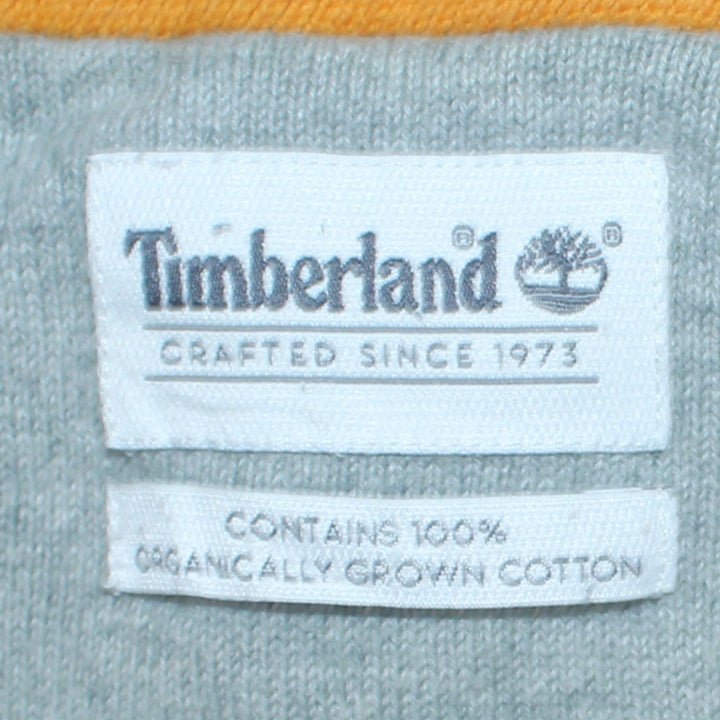 Timberland® ®
CRAFTED SINCE 1973
CONTAINS 100%
ORGANICALLY GROWN COTTON